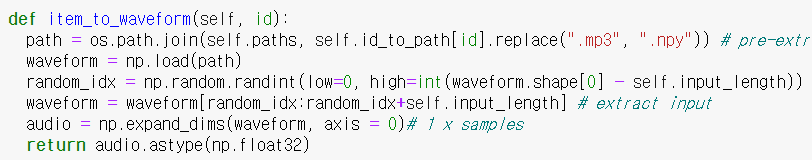 def item_to_waveform(self, id):
path = os.path.join(self.paths, self.id_to_path[id].replace(".mp3", ".npy")) # pre-extr
waveform = np.load(path)
random_idx = np.random.randint(low=0, high=int(waveform.shape[0] - self.input_length))
waveform = waveform[random_idx:random_idx+self.input_length] # extract input
audio = np.expand_dims(waveform, axis = 0)# 1 x samples
return audio.astype(np.float32)